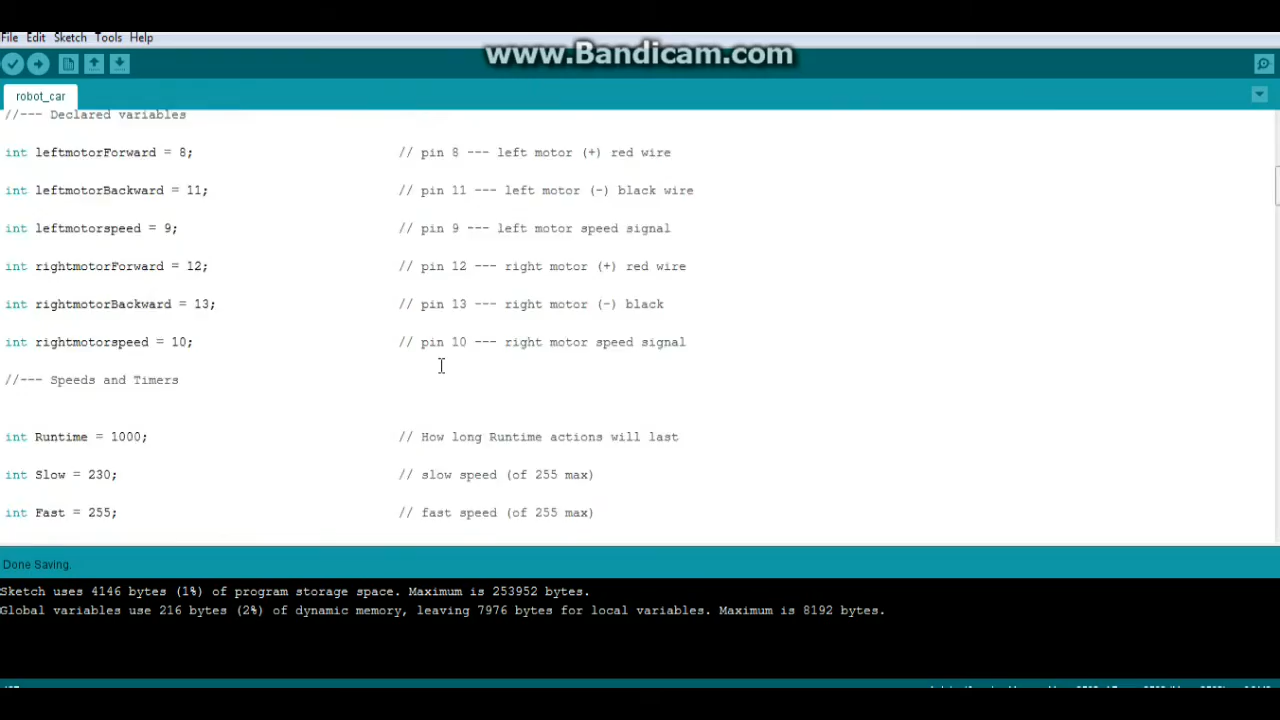 www.Bandicam.com
File Edit Sketch Tools Help
robot_car
//--- Declared variables
int leftmotorForward = 8; // pin 8 --- left motor (+) red wire
int leftmotorBackward = 11; // pin 11 --- left motor (-) black wire
int leftmotorspeed = 9; // pin 9 --- left motor speed signal
int rightmotorForward = 12; // pin 12 --- right motor (+) red wire
int rightmotorBackward = 13; // pin 13 --- right motor (-) black
int rightmotorspeed = 10; // pin 10 --- right motor speed signal
//--- Speeds and Timers
int Runtime = 1000; // How long Runtime actions will last
int Slow = 230; // slow speed (of 255 max)
int Fast = 255; // fast speed (of 255 max)
Done Saving.
Sketch uses 4146 bytes (1%) of program storage space. Maximum is 253952 bytes.
Global variables use 216 bytes (2%) of dynamic memory, leaving 7976 bytes for local variables. Maximum is 8192 bytes.